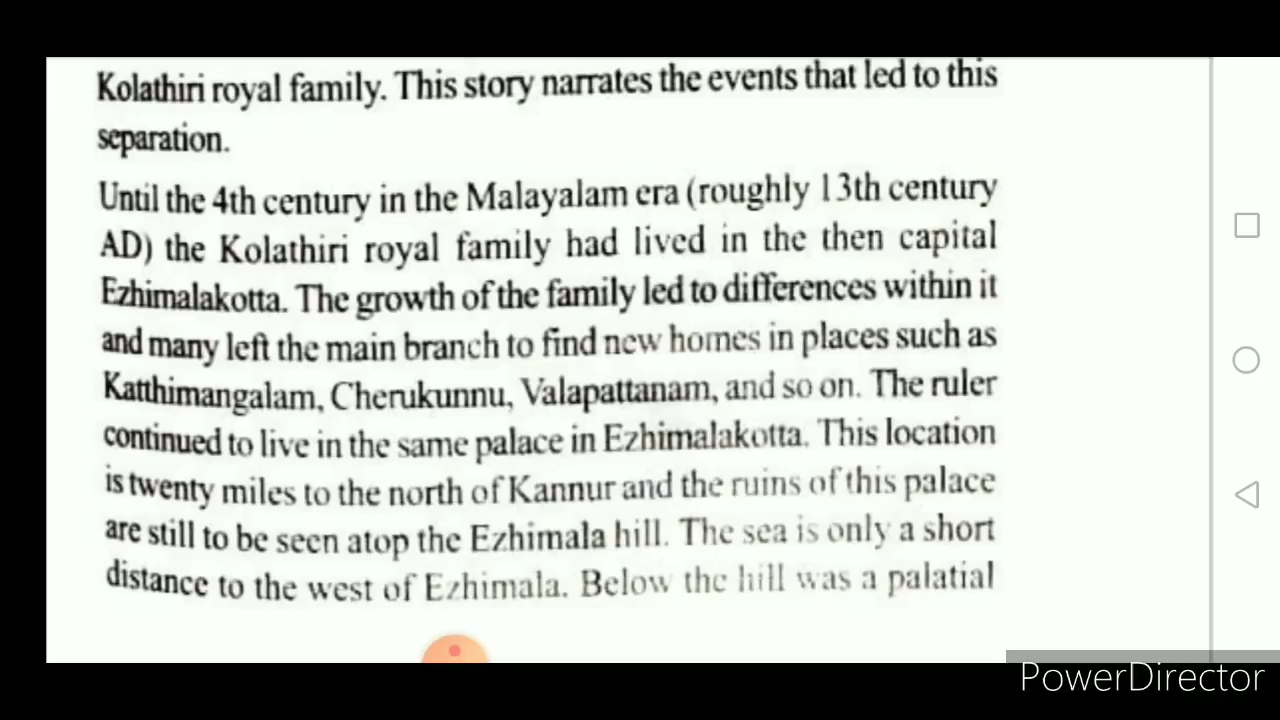 Kolathiri royal family. This story narrates the events that led to this
separation.
Until the 4th century in the Malayalam era (roughly 13th century
AD) the Kolathiri royal family had lived in the then capital
Ezhimalakotta. The growth of the family led to differences within it
and many left the main branch to find new homes in places such as
Katthimangalam, Cherukunnu, Valapattanam, and so on. The ruler
continued to live in the same palace in Ezhimalakotta. This location
is twenty miles to the north of Kannur and the ruins of this palace
are still to be seen atop the Ezhimala hill. The sea is only a short
distance to the west of Ezhimala. Below the hill was a palatial
PowerDirector